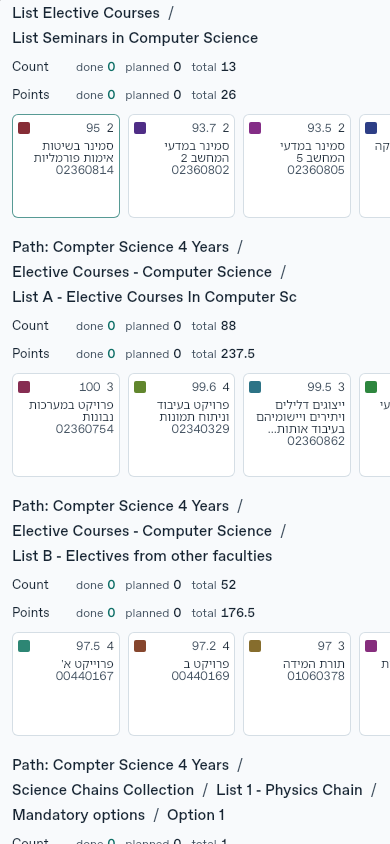 List Elective Courses /
List Seminars in Computer Science
Count done 0 planned 0 total 13
Points done 0 planned 0 total 26
95 2
סמינר בשיטות
אימות פורמליות
02360814
93.7 2
סמינר במדעי
המחשב 2
02360802
93.5 2
סמינר במדעי
המחשב 5
02360805
Path: Compter Science 4 Years /
Elective Courses - Computer Science /
List A - Elective Courses In Computer Sc
Count done 0 planned 0 total 88
Points done 0 planned 0 total 237.5
100 3
פרויקט במערכות
נבונות
02360754
99.6 4
פרויקט בעיבוד
וניתוח תמונות
02340329
99.5 3
ייצוגים דלילים
ויתירים ויישומיהם
בעיבוד אותות...
02360862
Path: Compter Science 4 Years /
Elective Courses - Computer Science /
List B - Electives from other faculties
Count done 0 planned 0 total 52
Points done 0 planned 0 total 176.5
97.5 4
פרוייקט א'
00440167
97.2 4
פרויקט ב
00440169
97 3
תורת המידה
01060378
Path: Compter Science 4 Years /
Science Chains Collection / List 1 - Physics Chain /
Mandatory options / Option 1
Count done 0 planned 0 total 1